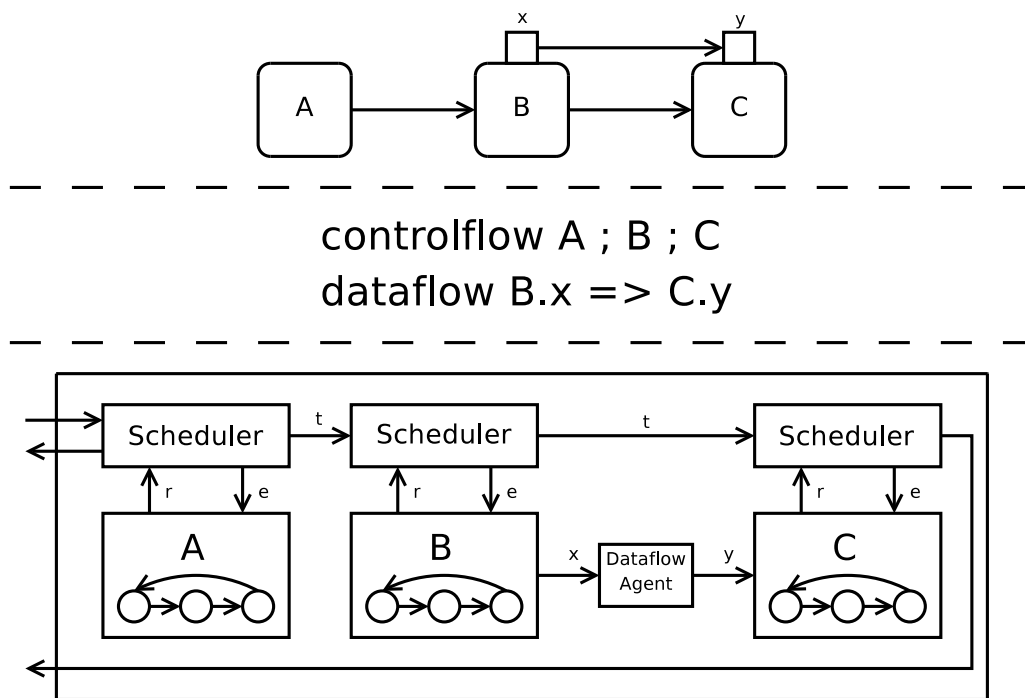 x y
A B C
controlflow A ; B ; C
dataflow B.x => C.y
Scheduler t Scheduler t Scheduler
r e r e r e
A B x Dataflow Agent y C